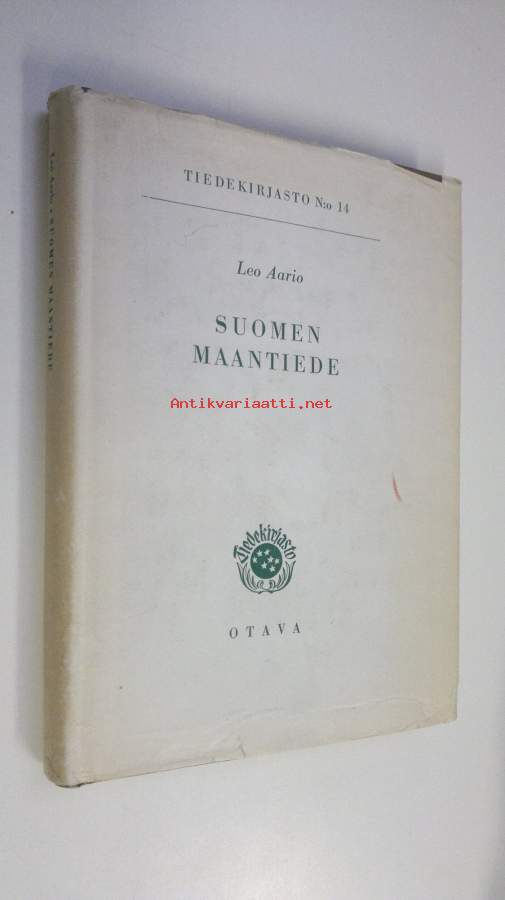 TIEDEKIRJASTO N:o 14
Leo Aario
SUOMEN
MAANTIEDE
Antikvariaatti.net
Tiedekirjasto
OTAVA
Leo Aario • SUOMEN MAANTIEDE